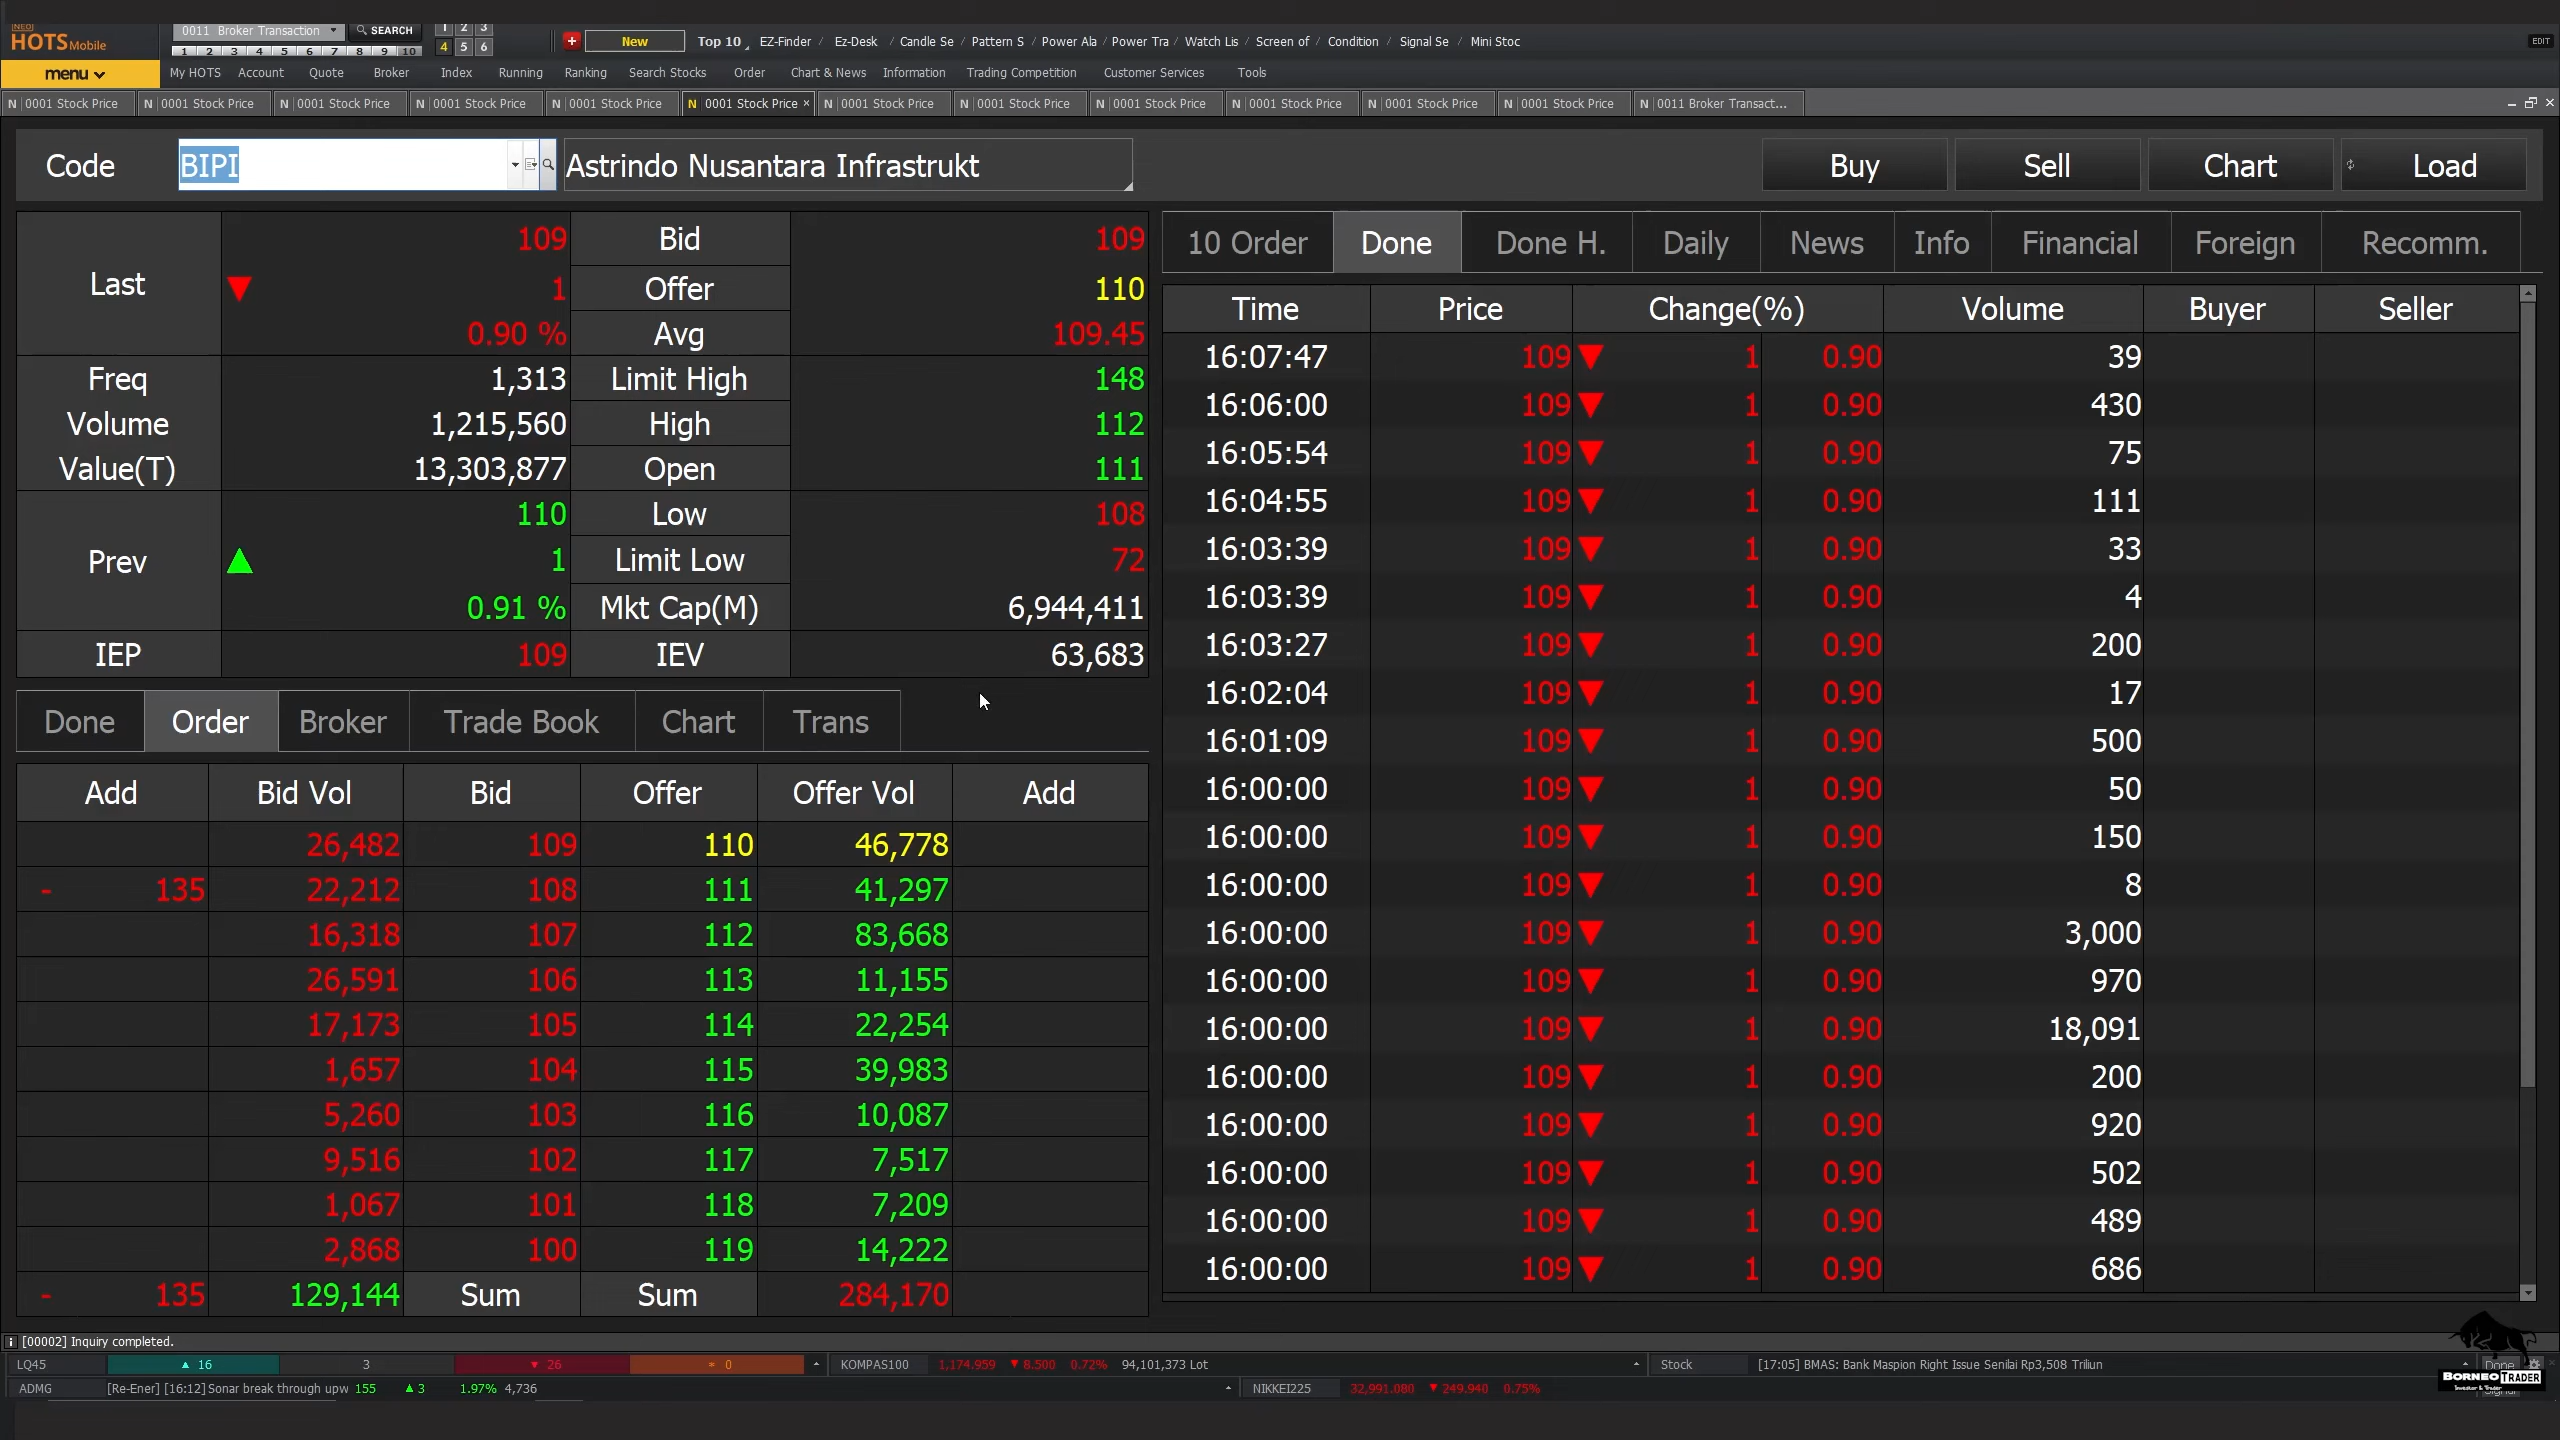 [NEO]
HOTS Mobile
0011 Broker Transaction SEARCH
1 2 3 4 5 6 7 8 9 10
1 2 3
4 5 6
New
Top 10 EZ-Finder / Ez-Desk / Candle Se / Pattern S / Power Ala / Power Tra / Watch Lis / Screen of / Condition / Signal Se / Mini Stoc
EDIT
menu My HOTS Account Quote Broker Index Running Ranking Search Stocks Order Chart & News Information Trading Competition Customer Services Tools
N 0001 Stock Price N 0001 Stock Price N 0001 Stock Price N 0001 Stock Price N 0001 Stock Price N 0001 Stock Price × N 0001 Stock Price N 0001 Stock Price N 0001 Stock Price N 0001 Stock Price N 0001 Stock Price N 0001 Stock Price N 0011 Broker Transact...
Code BIPI Astrindo Nusantara Infrastrukt Buy Sell Chart Load
Last 109 Bid 109
▼ 1 Offer 110
0.90 % Avg 109.45
Freq 1,313 Limit High 148
Volume 1,215,560 High 112
Value(T) 13,303,877 Open 111
Prev 110 Low 108
▲ 1 Limit Low 72
0.91 % Mkt Cap(M) 6,944,411
IEP 109 IEV 63,683
Done Order Broker Trade Book Chart Trans
Add Bid Vol Bid Offer Offer Vol Add
26,482 109 110 46,778
- 135 22,212 108 111 41,297
16,318 107 112 83,668
26,591 106 113 11,155
17,173 105 114 22,254
1,657 104 115 39,983
5,260 103 116 10,087
9,516 102 117 7,517
1,067 101 118 7,209
2,868 100 119 14,222
- 135 129,144 Sum Sum 284,170
10 Order Done Done H. Daily News Info Financial Foreign Recomm.
Time Price Change(%) Volume Buyer Seller
16:07:47 109 ▼ 1 0.90 39
16:06:00 109 ▼ 1 0.90 430
16:05:54 109 ▼ 1 0.90 75
16:04:55 109 ▼ 1 0.90 111
16:03:39 109 ▼ 1 0.90 33
16:03:39 109 ▼ 1 0.90 4
16:03:27 109 ▼ 1 0.90 200
16:02:04 109 ▼ 1 0.90 17
16:01:09 109 ▼ 1 0.90 500
16:00:00 109 ▼ 1 0.90 50
16:00:00 109 ▼ 1 0.90 150
16:00:00 109 ▼ 1 0.90 8
16:00:00 109 ▼ 1 0.90 3,000
16:00:00 109 ▼ 1 0.90 970
16:00:00 109 ▼ 1 0.90 18,091
16:00:00 109 ▼ 1 0.90 200
16:00:00 109 ▼ 1 0.90 920
16:00:00 109 ▼ 1 0.90 502
16:00:00 109 ▼ 1 0.90 489
16:00:00 109 ▼ 1 0.90 686
i [00002] Inquiry completed.
LQ45 ▲ 16 3 ▼ 26 0 KOMPAS100 1,174.959 ▼ 8.500 0.72% 94,101,373 Lot Stock [17:05] BMAS: Bank Maspion Right Issue Senilai Rp3,508 Triliun Done
ADMG [Re-Ener] [16:12] Sonar break through upw 155 ▲ 3 1.97% 4,736 NIKKEI225 32,991.080 ▼ 249.940 0.75%
BORNEO TRADER
Investor & Trader